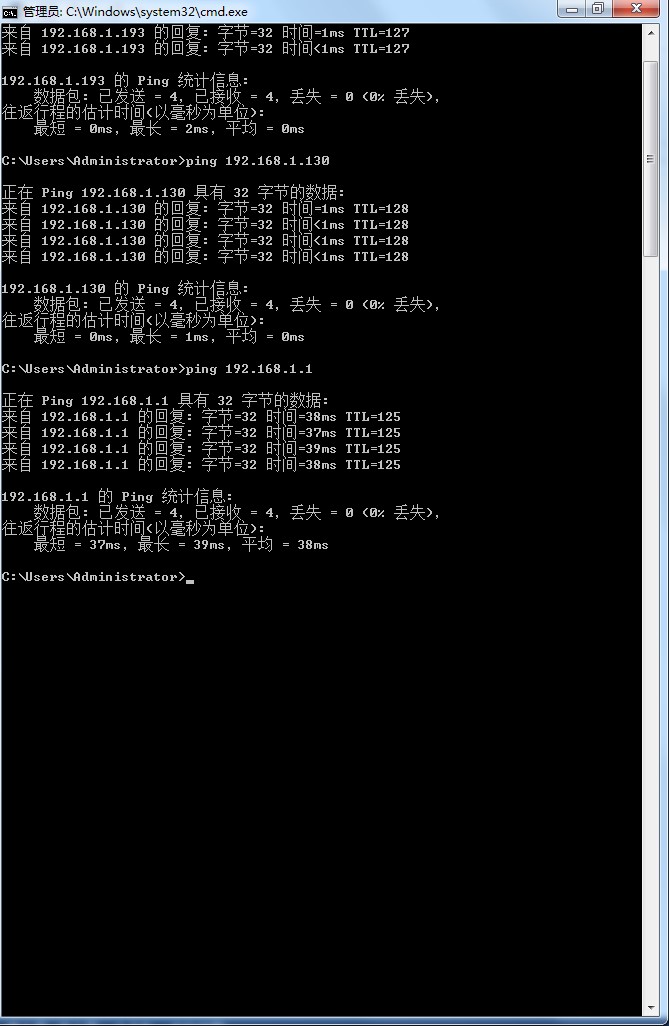 管理员: C:\Windows\system32\cmd.exe
来自 192.168.1.193 的回复: 字节=32 时间=1ms TTL=127
来自 192.168.1.193 的回复: 字节=32 时间<1ms TTL=127
192.168.1.193 的 Ping 统计信息:
数据包: 已发送 = 4, 已接收 = 4, 丢失 = 0 (0% 丢失),
往返行程的估计时间(以毫秒为单位):
最短 = 0ms, 最长 = 2ms, 平均 = 0ms
C:\Users\Administrator>ping 192.168.1.130
正在 Ping 192.168.1.130 具有 32 字节的数据:
来自 192.168.1.130 的回复: 字节=32 时间=1ms TTL=128
来自 192.168.1.130 的回复: 字节=32 时间<1ms TTL=128
来自 192.168.1.130 的回复: 字节=32 时间<1ms TTL=128
来自 192.168.1.130 的回复: 字节=32 时间<1ms TTL=128
192.168.1.130 的 Ping 统计信息:
数据包: 已发送 = 4, 已接收 = 4, 丢失 = 0 (0% 丢失),
往返行程的估计时间(以毫秒为单位):
最短 = 0ms, 最长 = 1ms, 平均 = 0ms
C:\Users\Administrator>ping 192.168.1.1
正在 Ping 192.168.1.1 具有 32 字节的数据:
来自 192.168.1.1 的回复: 字节=32 时间=38ms TTL=125
来自 192.168.1.1 的回复: 字节=32 时间=37ms TTL=125
来自 192.168.1.1 的回复: 字节=32 时间=39ms TTL=125
来自 192.168.1.1 的回复: 字节=32 时间=38ms TTL=125
192.168.1.1 的 Ping 统计信息:
数据包: 已发送 = 4, 已接收 = 4, 丢失 = 0 (0% 丢失),
往返行程的估计时间(以毫秒为单位):
最短 = 37ms, 最长 = 39ms, 平均 = 38ms
C:\Users\Administrator>